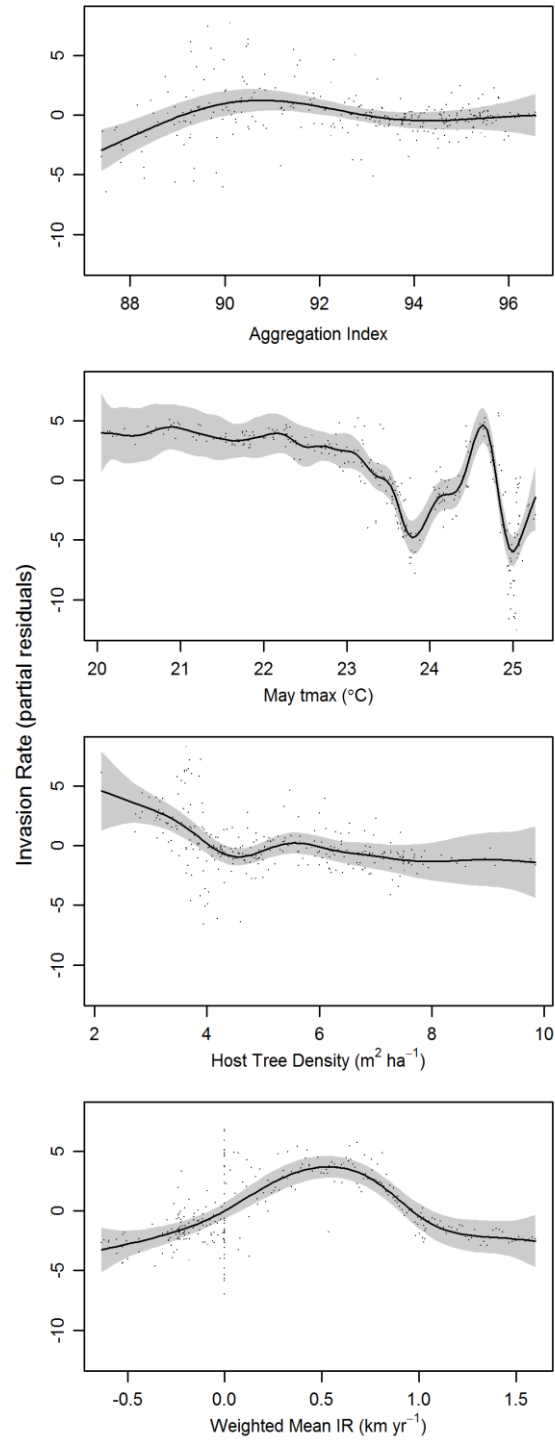 Invasion Rate (partial residuals)
5
0
-5
-10
88 90 92 94 96
Aggregation Index
5
0
-5
-10
20 21 22 23 24 25
May tmax (°C)
5
0
-5
-10
2 4 6 8 10
Host Tree Density (m² ha⁻¹)
5
0
-5
-10
-0.5 0.0 0.5 1.0 1.5
Weighted Mean IR (km yr⁻¹)